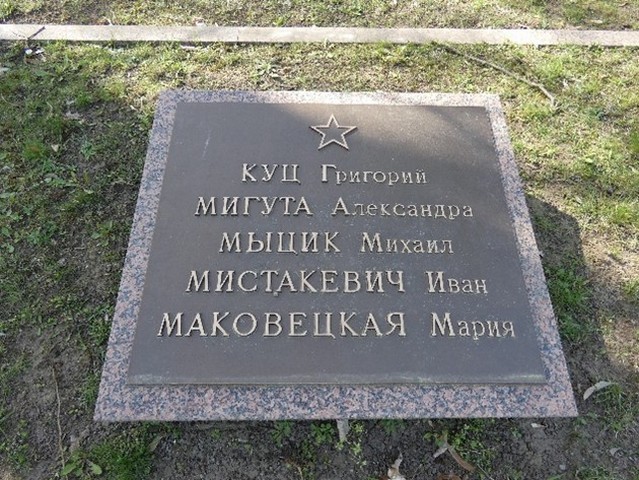 КУЦ Григорий
МИГУТА Александра
МЫЦИК Михаил
МИСТАКЕВИЧ Иван
МАКОВЕЦКАЯ Мария